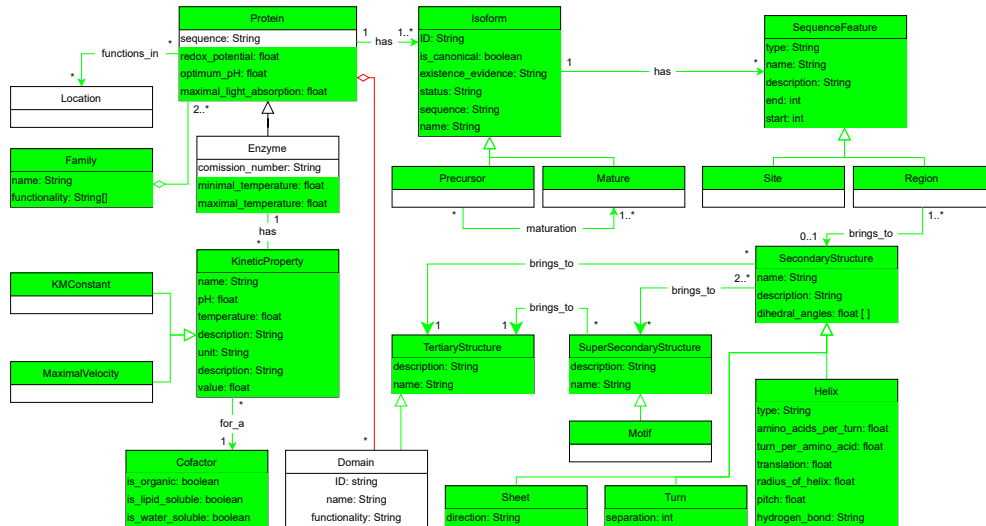 Protein
sequence: String
redox_potential: float
optimum_pH: float
maximal_light_absorption: float
1
has
1..*
Isoform
ID: String
is_canonical: boolean
existence_evidence: String
status: String
sequence: String
name: String
1
has
*
SequenceFeature
type: String
name: String
description: String
end: int
start: int
functions_in
*
*
Location
2..*
Family
name: String
functionality: String[]
Enzyme
comission_number: String
minimal_temperature: float
maximal_temperature: float
1
has
*
Precursor
Mature
*
maturation
1..*
Site
Region
1..*
brings_to
0..1
KineticProperty
name: String
pH: float
temperature: float
description: String
unit: String
description: String
value: float
KMConstant
MaximalVelocity
*
for_a
1
Cofactor
is_organic: boolean
is_lipid_soluble: boolean
is_water_soluble: boolean
SecondaryStructure
name: String
description: String
dihedral_angles: float [ ]
*
brings_to
1
2..*
brings_to
*
*
brings_to
1
TertiaryStructure
description: String
name: String
SuperSecondaryStructure
description: String
name: String
Motif
*
Domain
ID: string
name: String
functionality: String
Sheet
direction: String
Turn
separation: int
Helix
type: String
amino_acids_per_turn: float
turn_per_amino_acid: float
translation: float
radius_of_helix: float
pitch: float
hydrogen_bond: String